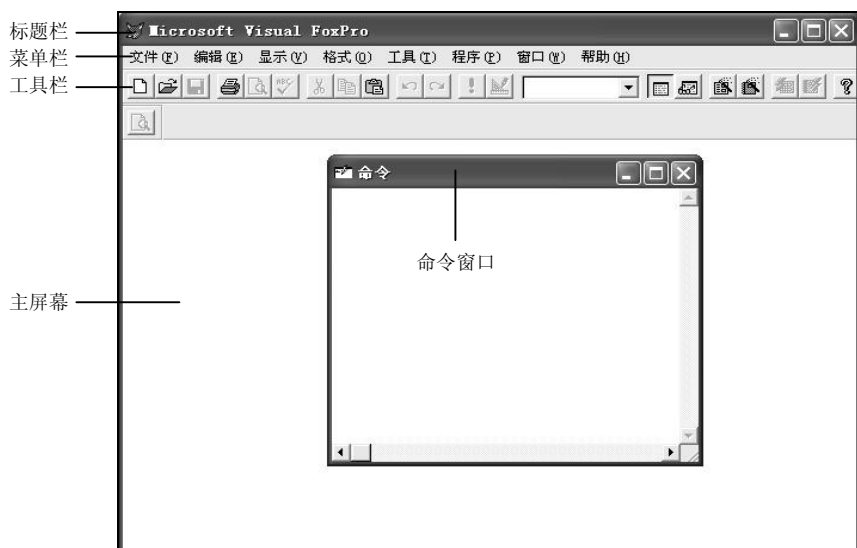 标题栏
Microsoft Visual FoxPro
菜单栏
文件(F) 编辑(E) 显示(V) 格式(O) 工具(T) 程序(P) 窗口(W) 帮助(H)
工具栏
ABC
命令
命令窗口
主屏幕